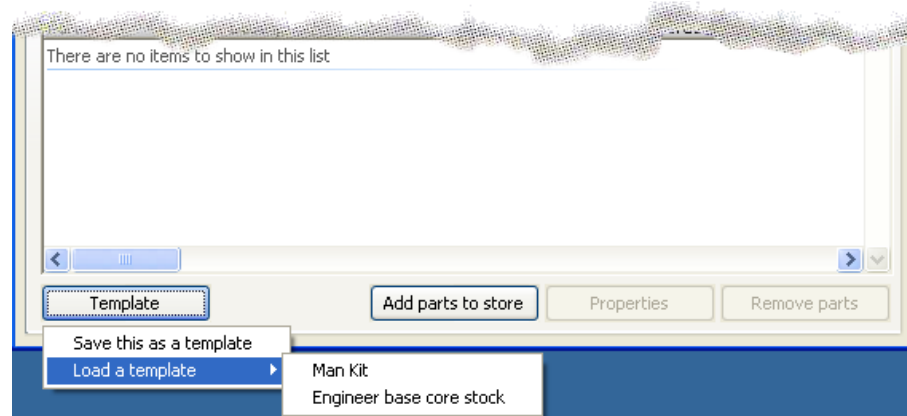 There are no items to show in this list
Template
Add parts to store
Properties
Remove parts
Save this as a template
Load a template
Man Kit
Engineer base core stock